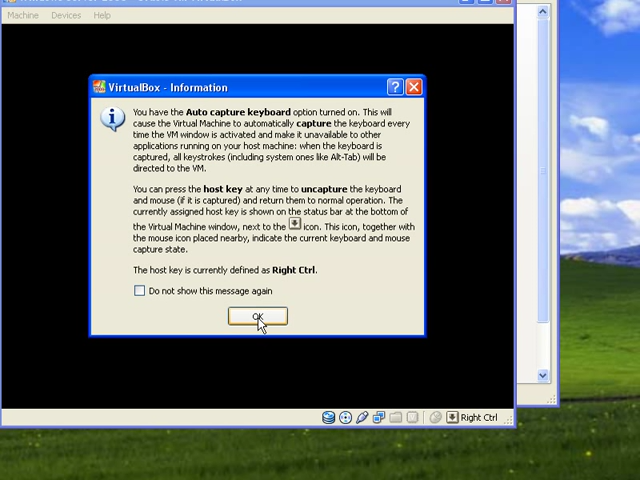 Machine Devices Help
VirtualBox - Information
You have the Auto capture keyboard option turned on. This will
cause the Virtual Machine to automatically capture the keyboard every
time the VM window is activated and make it unavailable to other
applications running on your host machine: when the keyboard is
captured, all keystrokes (including system ones like Alt-Tab) will be
directed to the VM.
You can press the host key at any time to uncapture the keyboard
and mouse (if it is captured) and return them to normal operation. The
currently assigned host key is shown on the status bar at the bottom of
the Virtual Machine window, next to the icon. This icon, together with
the mouse icon placed nearby, indicate the current keyboard and mouse
capture state.
The host key is currently defined as Right Ctrl.
Do not show this message again
OK
Right Ctrl